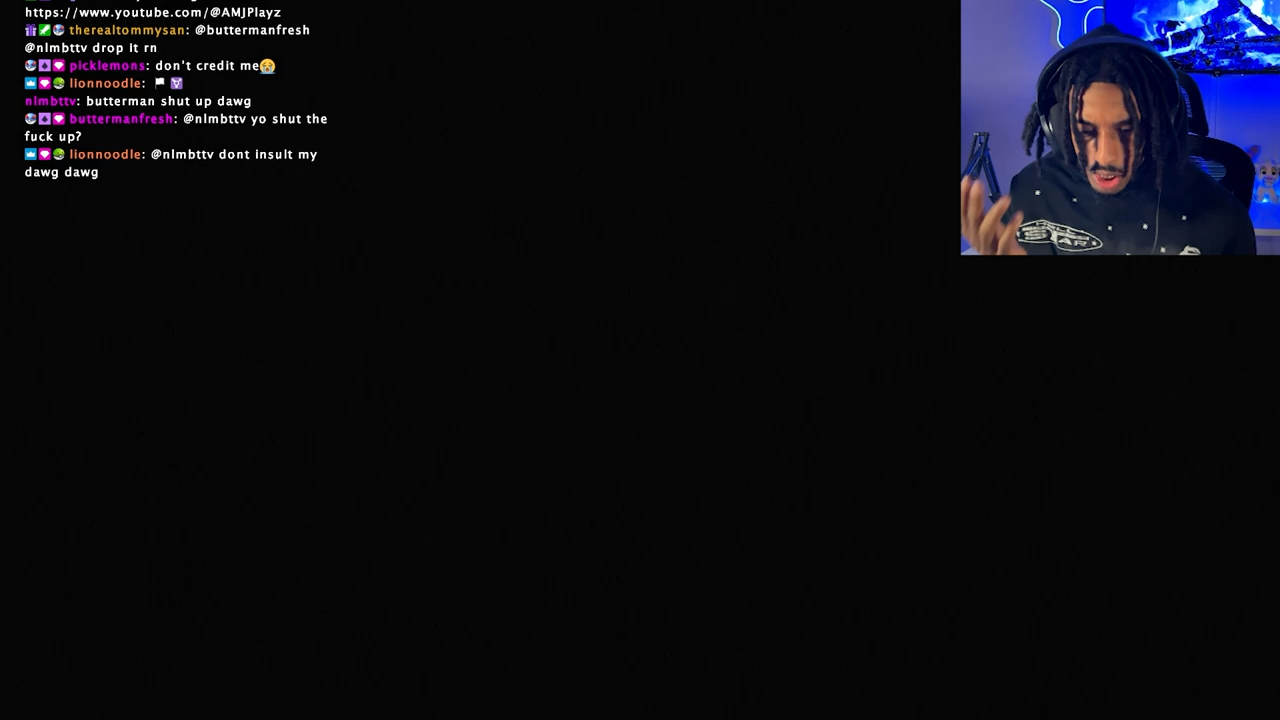 https://www.youtube.com/@AMJPlayz
therealtommysan: @buttermanfresh
@nlmbttv drop it rn
picklemons: don't credit me😭
lionnoodle: 🏳️ ⚧️
nlmbttv: butterman shut up dawg
buttermanfresh: @nlmbttv yo shut the
fuck up?
lionnoodle: @nlmbttv dont insult my
dawg dawg